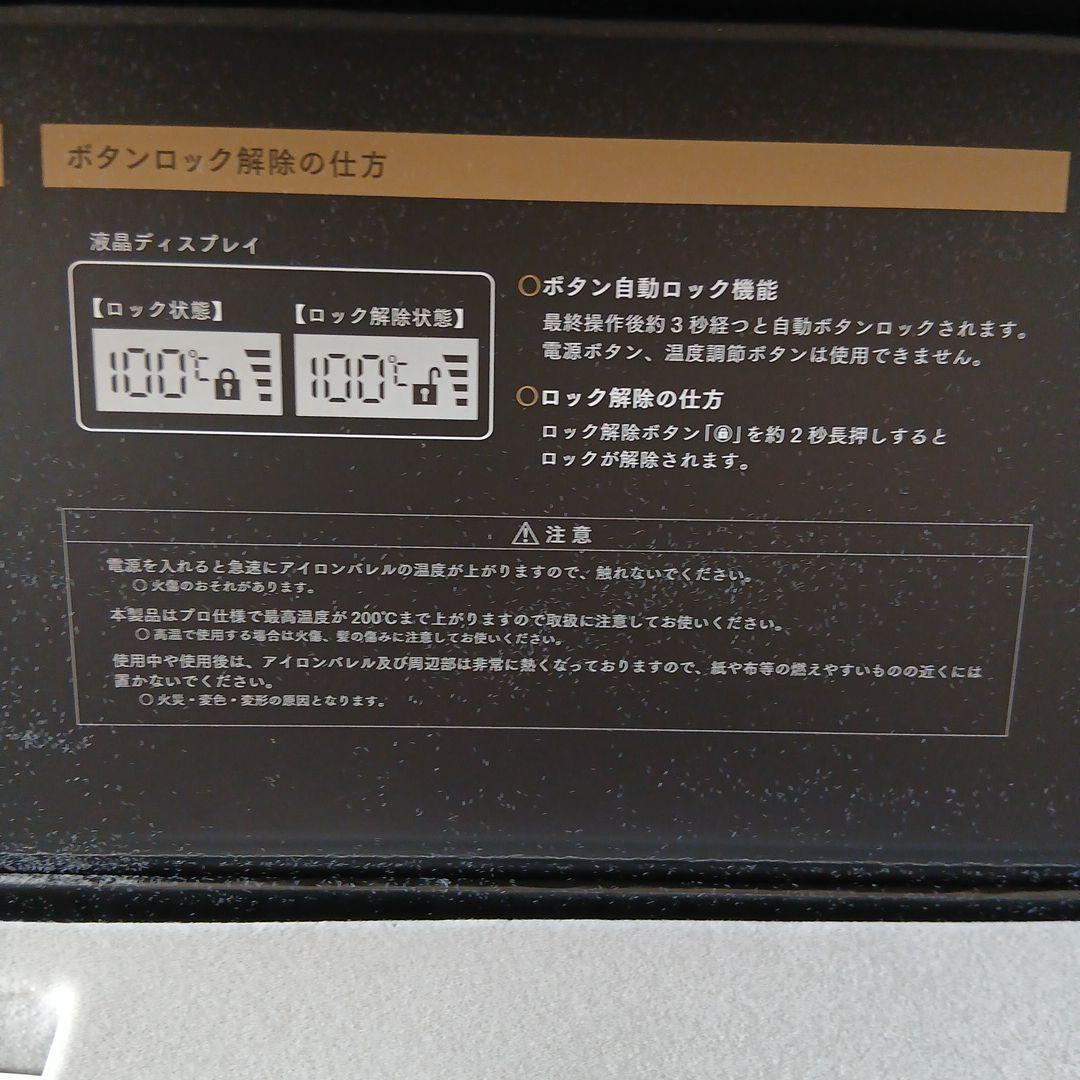 ボタンロック解除の仕方
液晶ディスプレイ
【ロック状態】
100℃
【ロック解除状態】
100℃
○ボタン自動ロック機能
最終操作後約3秒経つと自動ボタンロックされます。
電源ボタン、温度調節ボタンは使用できません。
○ロック解除の仕方
ロック解除ボタン「🔒」を約2秒長押しすると
ロックが解除されます。
⚠注意
電源を入れると急速にアイロンバレルの温度が上がりますので、触れないでください。
○火傷のおそれがあります。
本製品はプロ仕様で最高温度が200℃まで上がりますので取扱に注意してお使いください。
○高温で使用する場合は火傷、髪の傷みに注意してお使いください。
使用中や使用後は、アイロンバレル及び周辺部は非常に熱くなっておりますので、紙や布等の燃えやすいものの近くには
置かないでください。
○火災・変色・変形の原因となります。